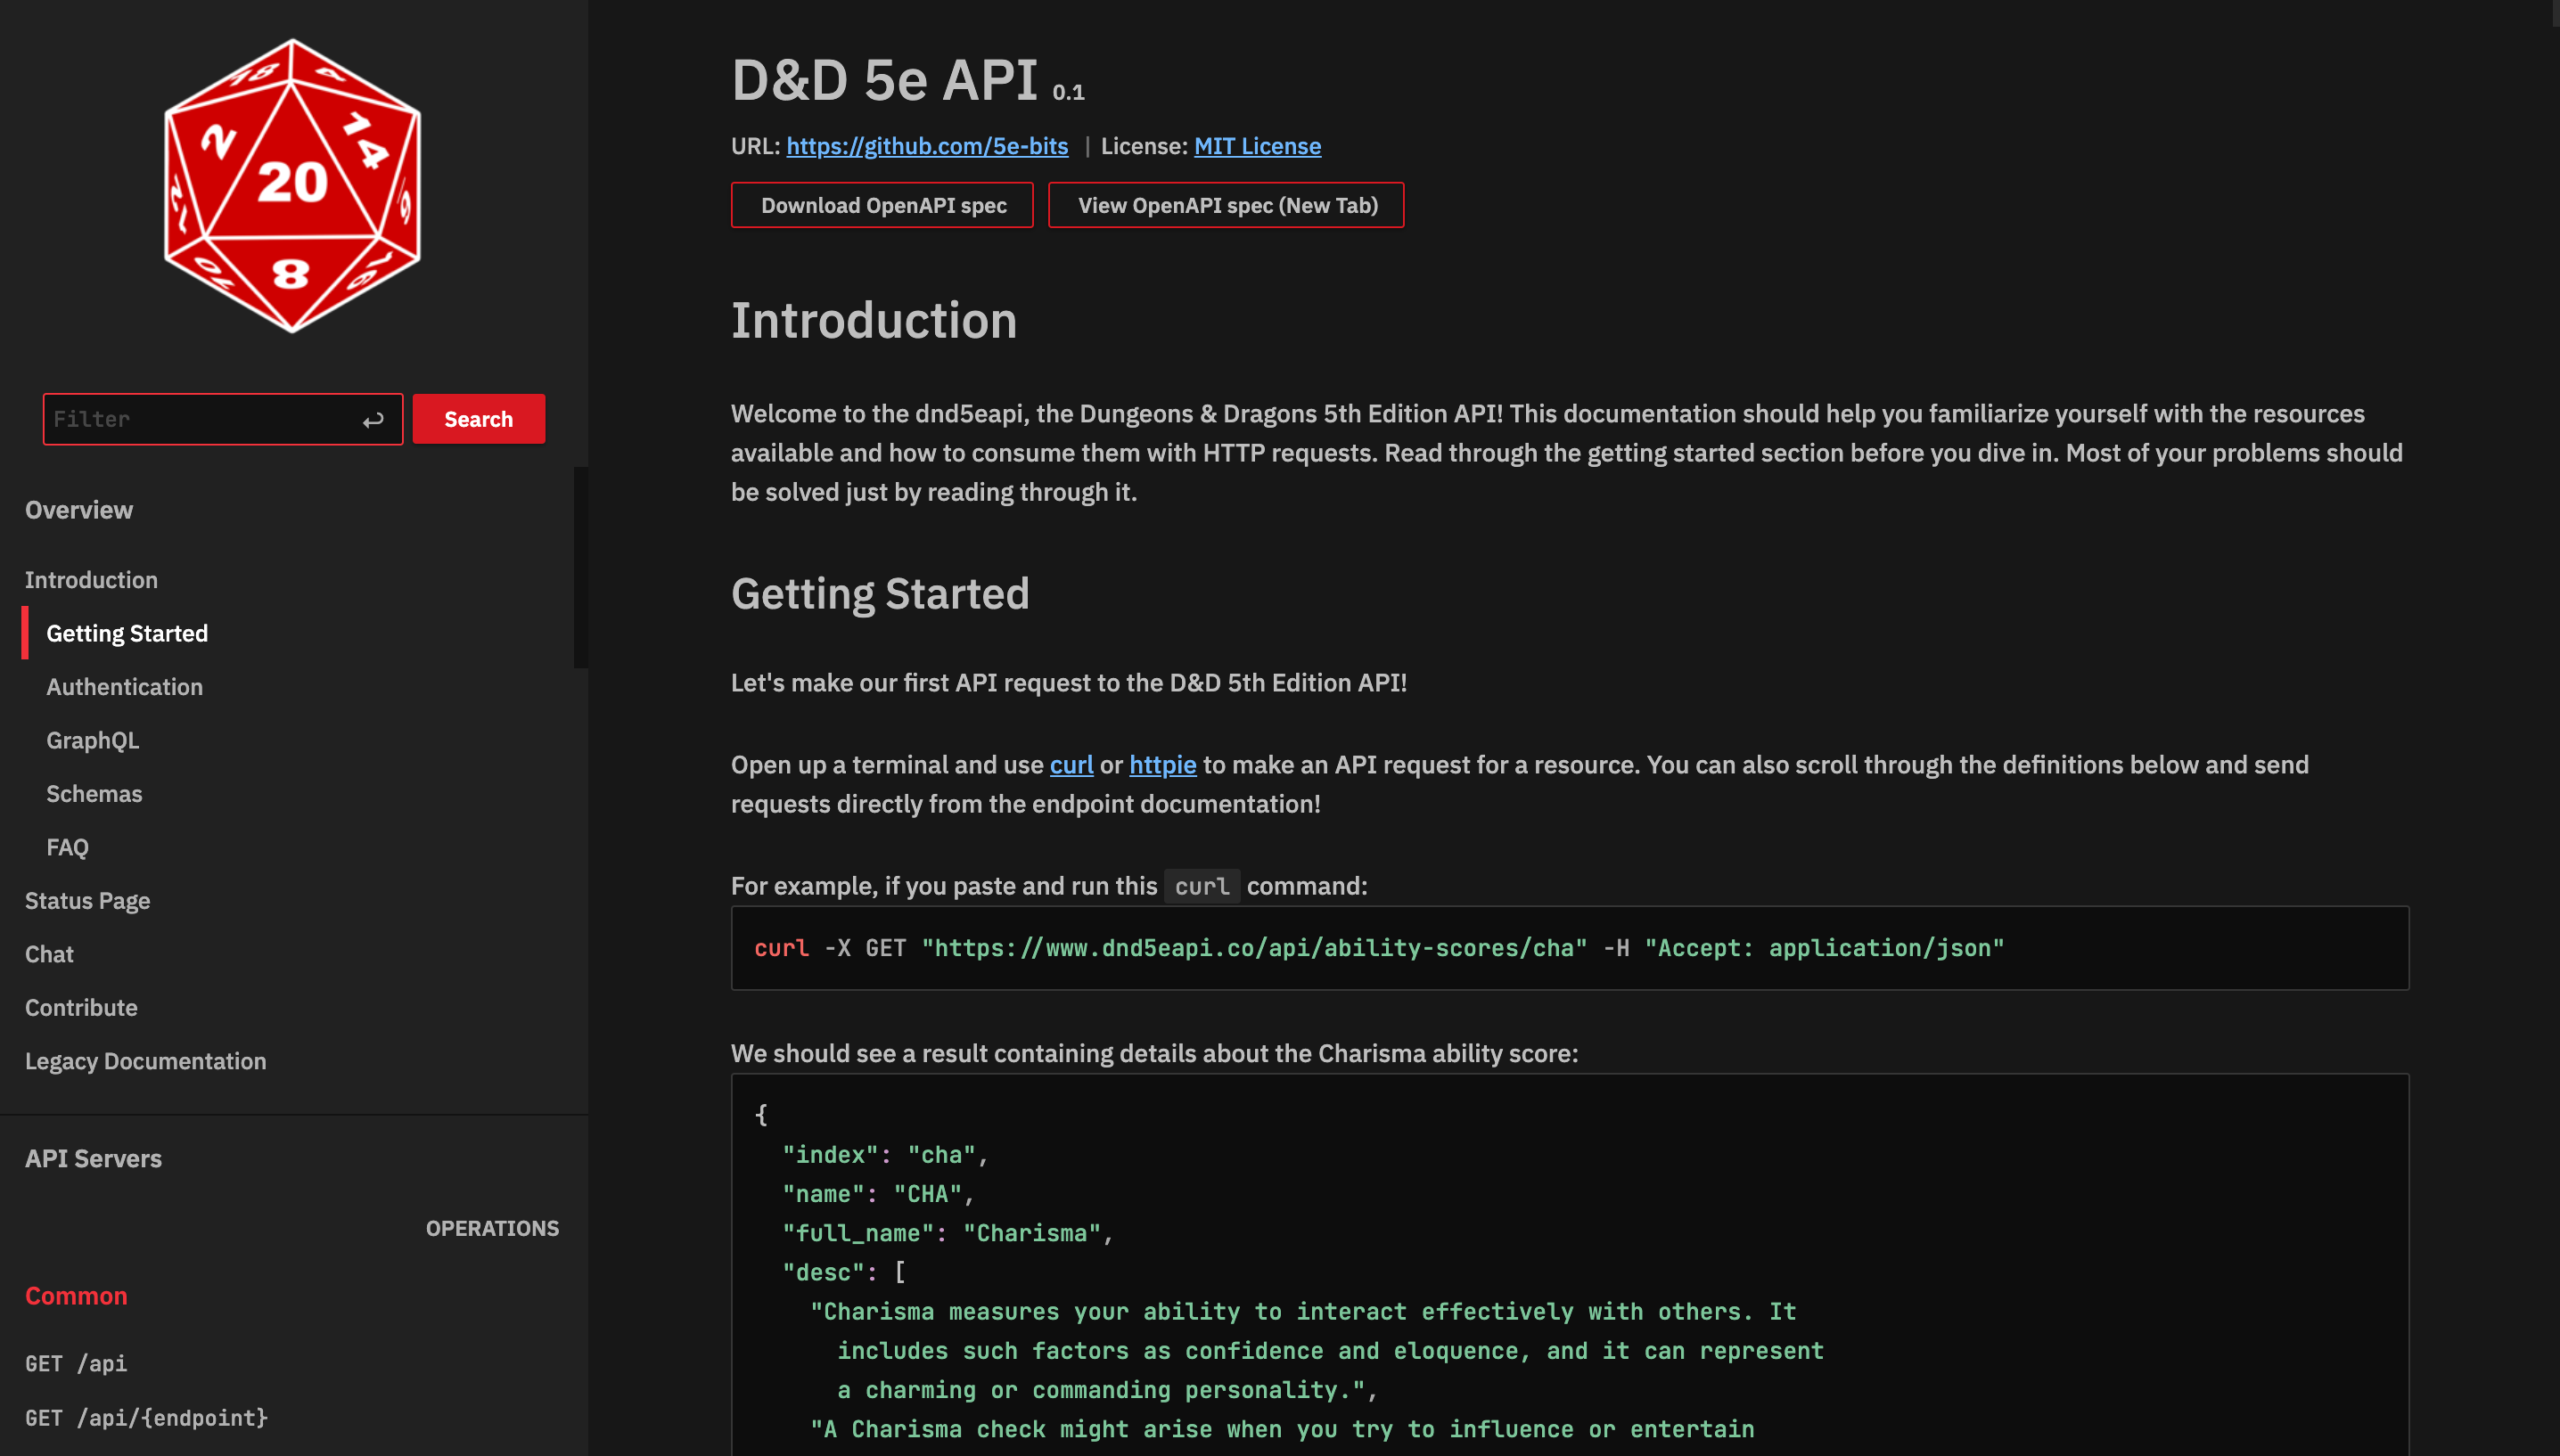 18
4
2
14
20
12
9
8
10
16
Filter
Search
Overview
Introduction
Getting Started
Authentication
GraphQL
Schemas
FAQ
Status Page
Chat
Contribute
Legacy Documentation
API Servers
OPERATIONS
Common
GET /api
GET /api/{endpoint}
D&D 5e API 0.1
URL: https://github.com/5e-bits | License: MIT License
Download OpenAPI spec
View OpenAPI spec (New Tab)
Introduction
Welcome to the dnd5eapi, the Dungeons & Dragons 5th Edition API! This documentation should help you familiarize yourself with the resources
available and how to consume them with HTTP requests. Read through the getting started section before you dive in. Most of your problems should
be solved just by reading through it.
Getting Started
Let's make our first API request to the D&D 5th Edition API!
Open up a terminal and use curl or httpie to make an API request for a resource. You can also scroll through the definitions below and send
requests directly from the endpoint documentation!
For example, if you paste and run this curl command:
curl -X GET "https://www.dnd5eapi.co/api/ability-scores/cha" -H "Accept: application/json"
We should see a result containing details about the Charisma ability score:
{
"index": "cha",
"name": "CHA",
"full_name": "Charisma",
"desc": [
"Charisma measures your ability to interact effectively with others. It
includes such factors as confidence and eloquence, and it can represent
a charming or commanding personality.",
"A Charisma check might arise when you try to influence or entertain